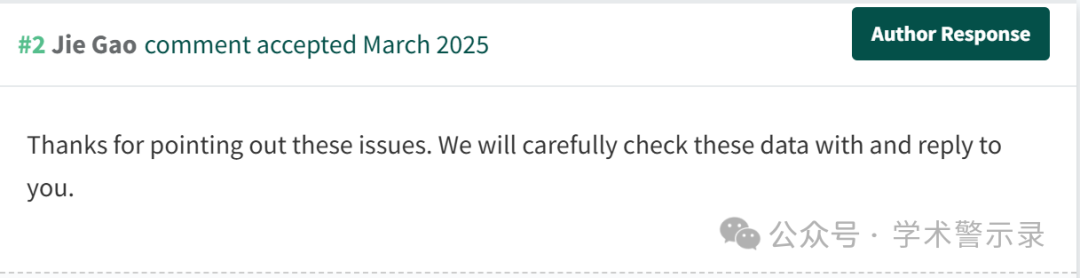 #2 Jie Gao comment accepted March 2025
Author Response
Thanks for pointing out these issues. We will carefully check these data with and reply to
you.
公众号 · 学术警示录